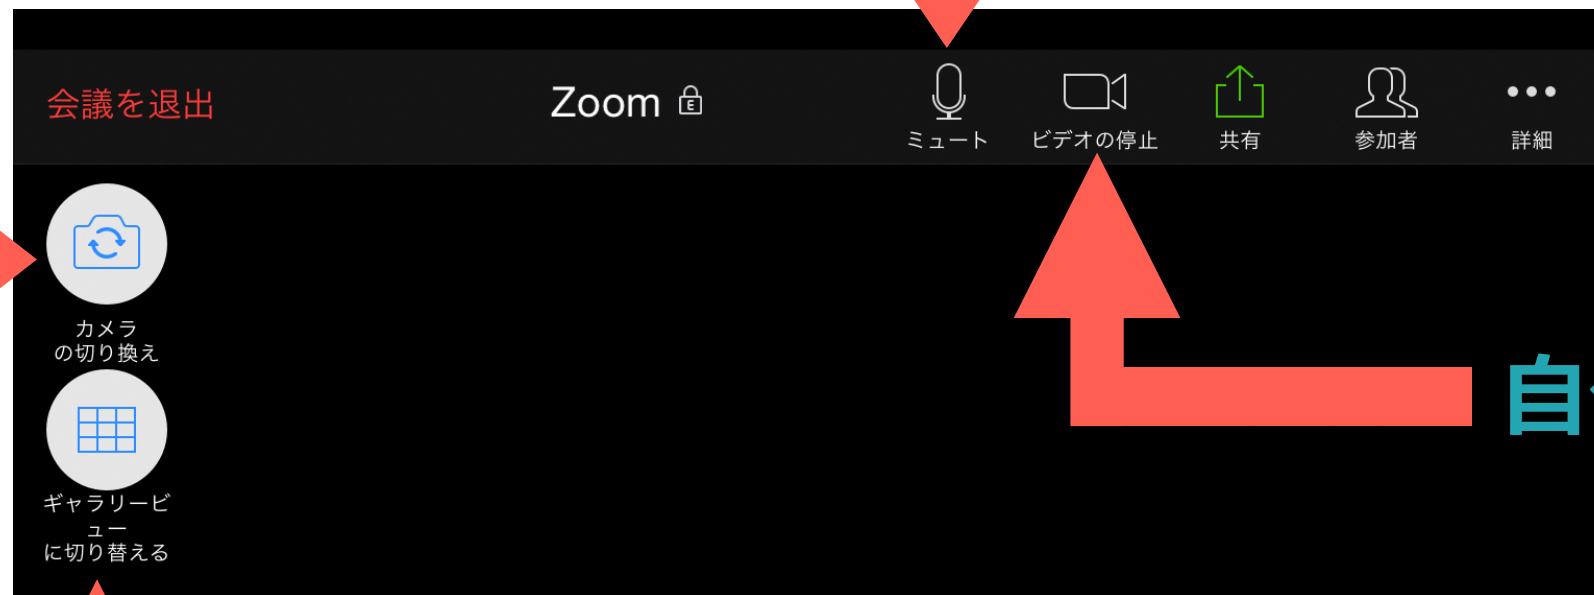 会議を退出
Zoom
ミュート
ビデオの停止
共有
参加者
詳細
カメラ
の切り換え
自
ギャラリービ
ュー
に切り替える